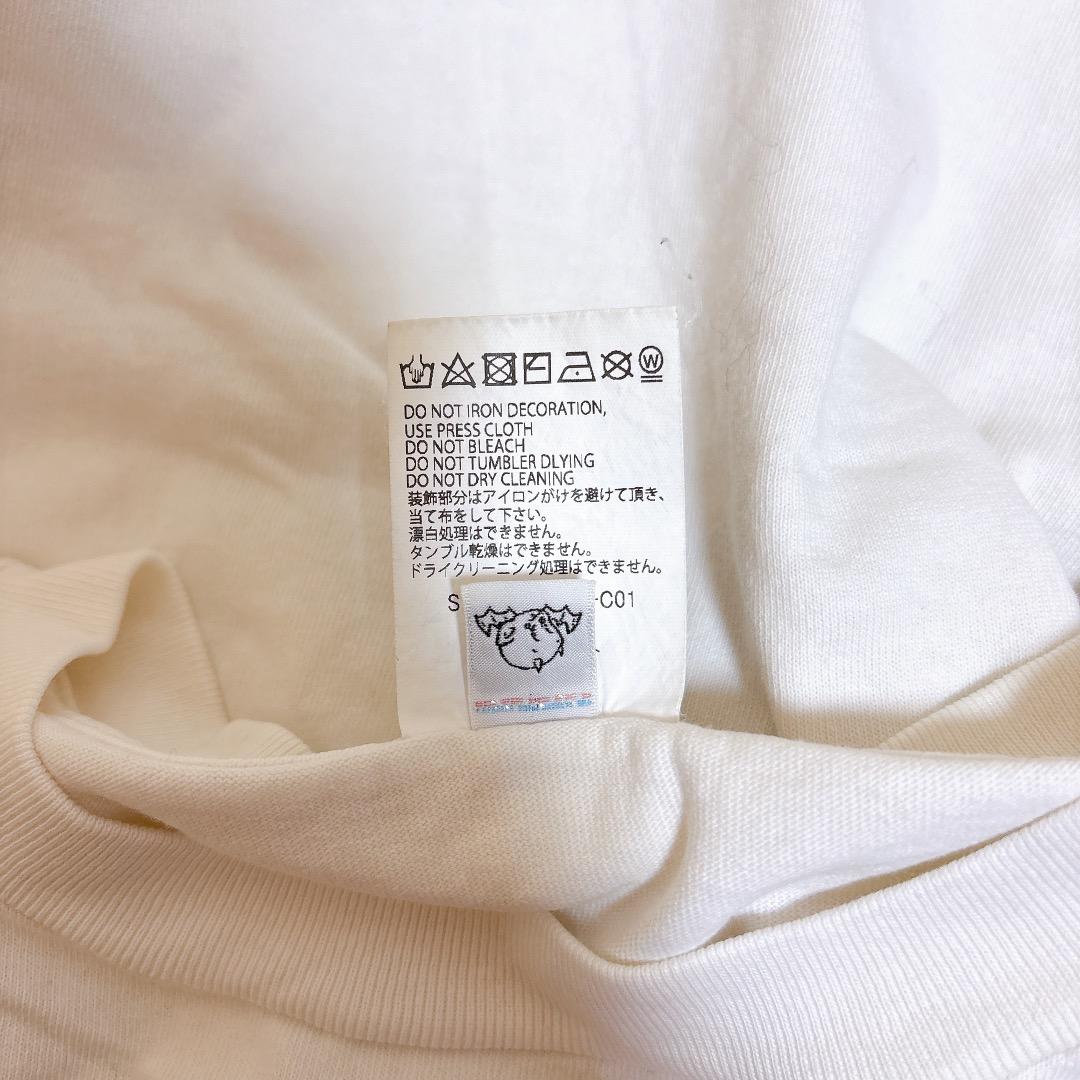 W
DO NOT IRON DECORATION,
USE PRESS CLOTH
DO NOT BLEACH
DO NOT TUMBLER DLYING
DO NOT DRY CLEANING
装飾部分はアイロンがけを避けて頂き、
当て布をして下さい。
漂白処理はできません。
タンブル乾燥はできません。
ドライクリーニング処理はできません。
S -C01